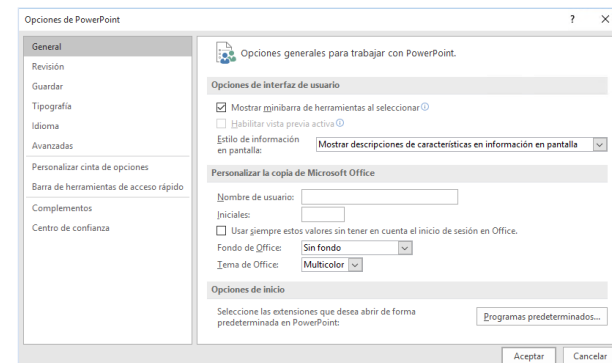 Opciones de PowerPoint
General
Revisión
Guardar
Tipografía
Idioma
Avanzadas
Personalizar cinta de opciones
Barra de herramientas de acceso rápido
Complementos
Centro de confianza
Opciones generales para trabajar con PowerPoint.
Opciones de interfaz de usuario
Mostrar minibarra de herramientas al seleccionar
Habilitar vista previa activa
Estilo de información
en pantalla:
Mostrar descripciones de características en información en pantalla
Personalizar la copia de Microsoft Office
Nombre de usuario:
Iniciales:
Usar siempre estos valores sin tener en cuenta el inicio de sesión en Office.
Fondo de Office: Sin fondo
Tema de Office: Multicolor
Opciones de inicio
Seleccione las extensiones que desea abrir de forma
predeterminada en PowerPoint:
Programas predeterminados...
Aceptar Cancelar